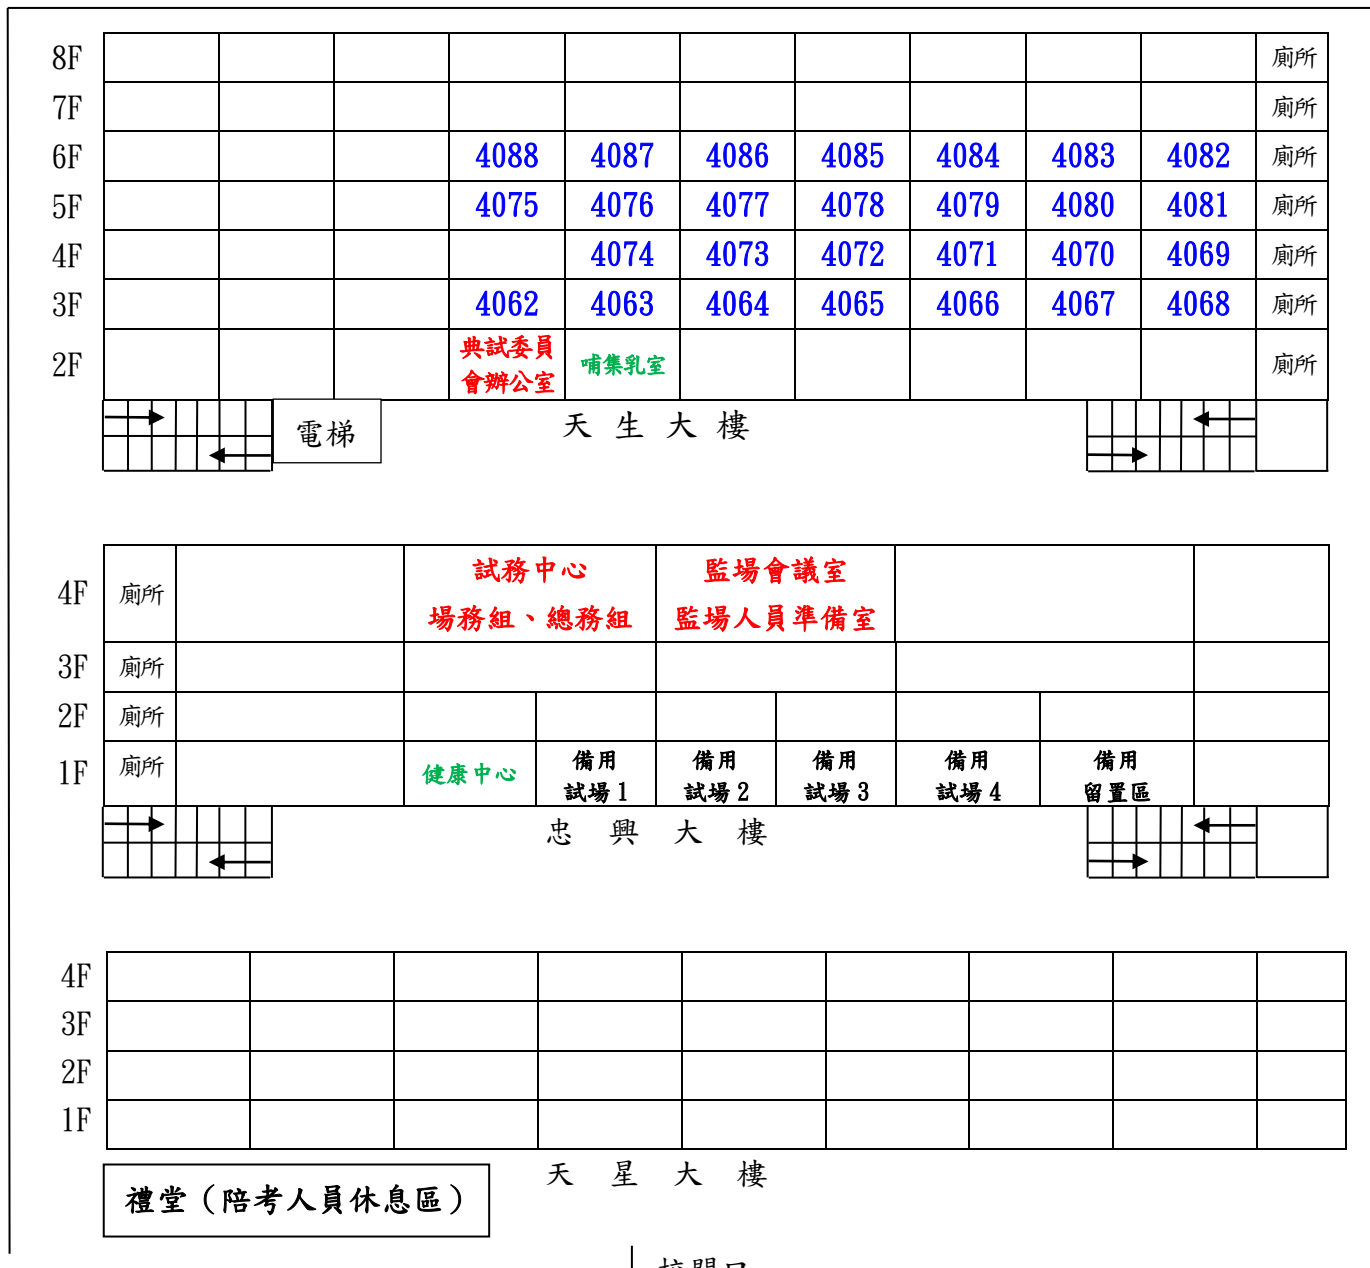 8F 廁所
7F 廁所
6F 4088 4087 4086 4085 4084 4083 4082 廁所
5F 4075 4076 4077 4078 4079 4080 4081 廁所
4F 4074 4073 4072 4071 4070 4069 廁所
3F 4062 4063 4064 4065 4066 4067 4068 廁所
2F 典試委員 哺集乳室 廁所
會辦公室
電梯 天生大樓
4F 廁所 試務中心 監場會議室
場務組、總務組 監場人員準備室
3F 廁所
2F 廁所
1F 廁所 健康中心 備用 備用 備用 備用 備用
試場1 試場2 試場3 試場4 留置區
忠興大樓
4F
3F
2F
1F
天星大樓
禮堂（陪考人員休息區）